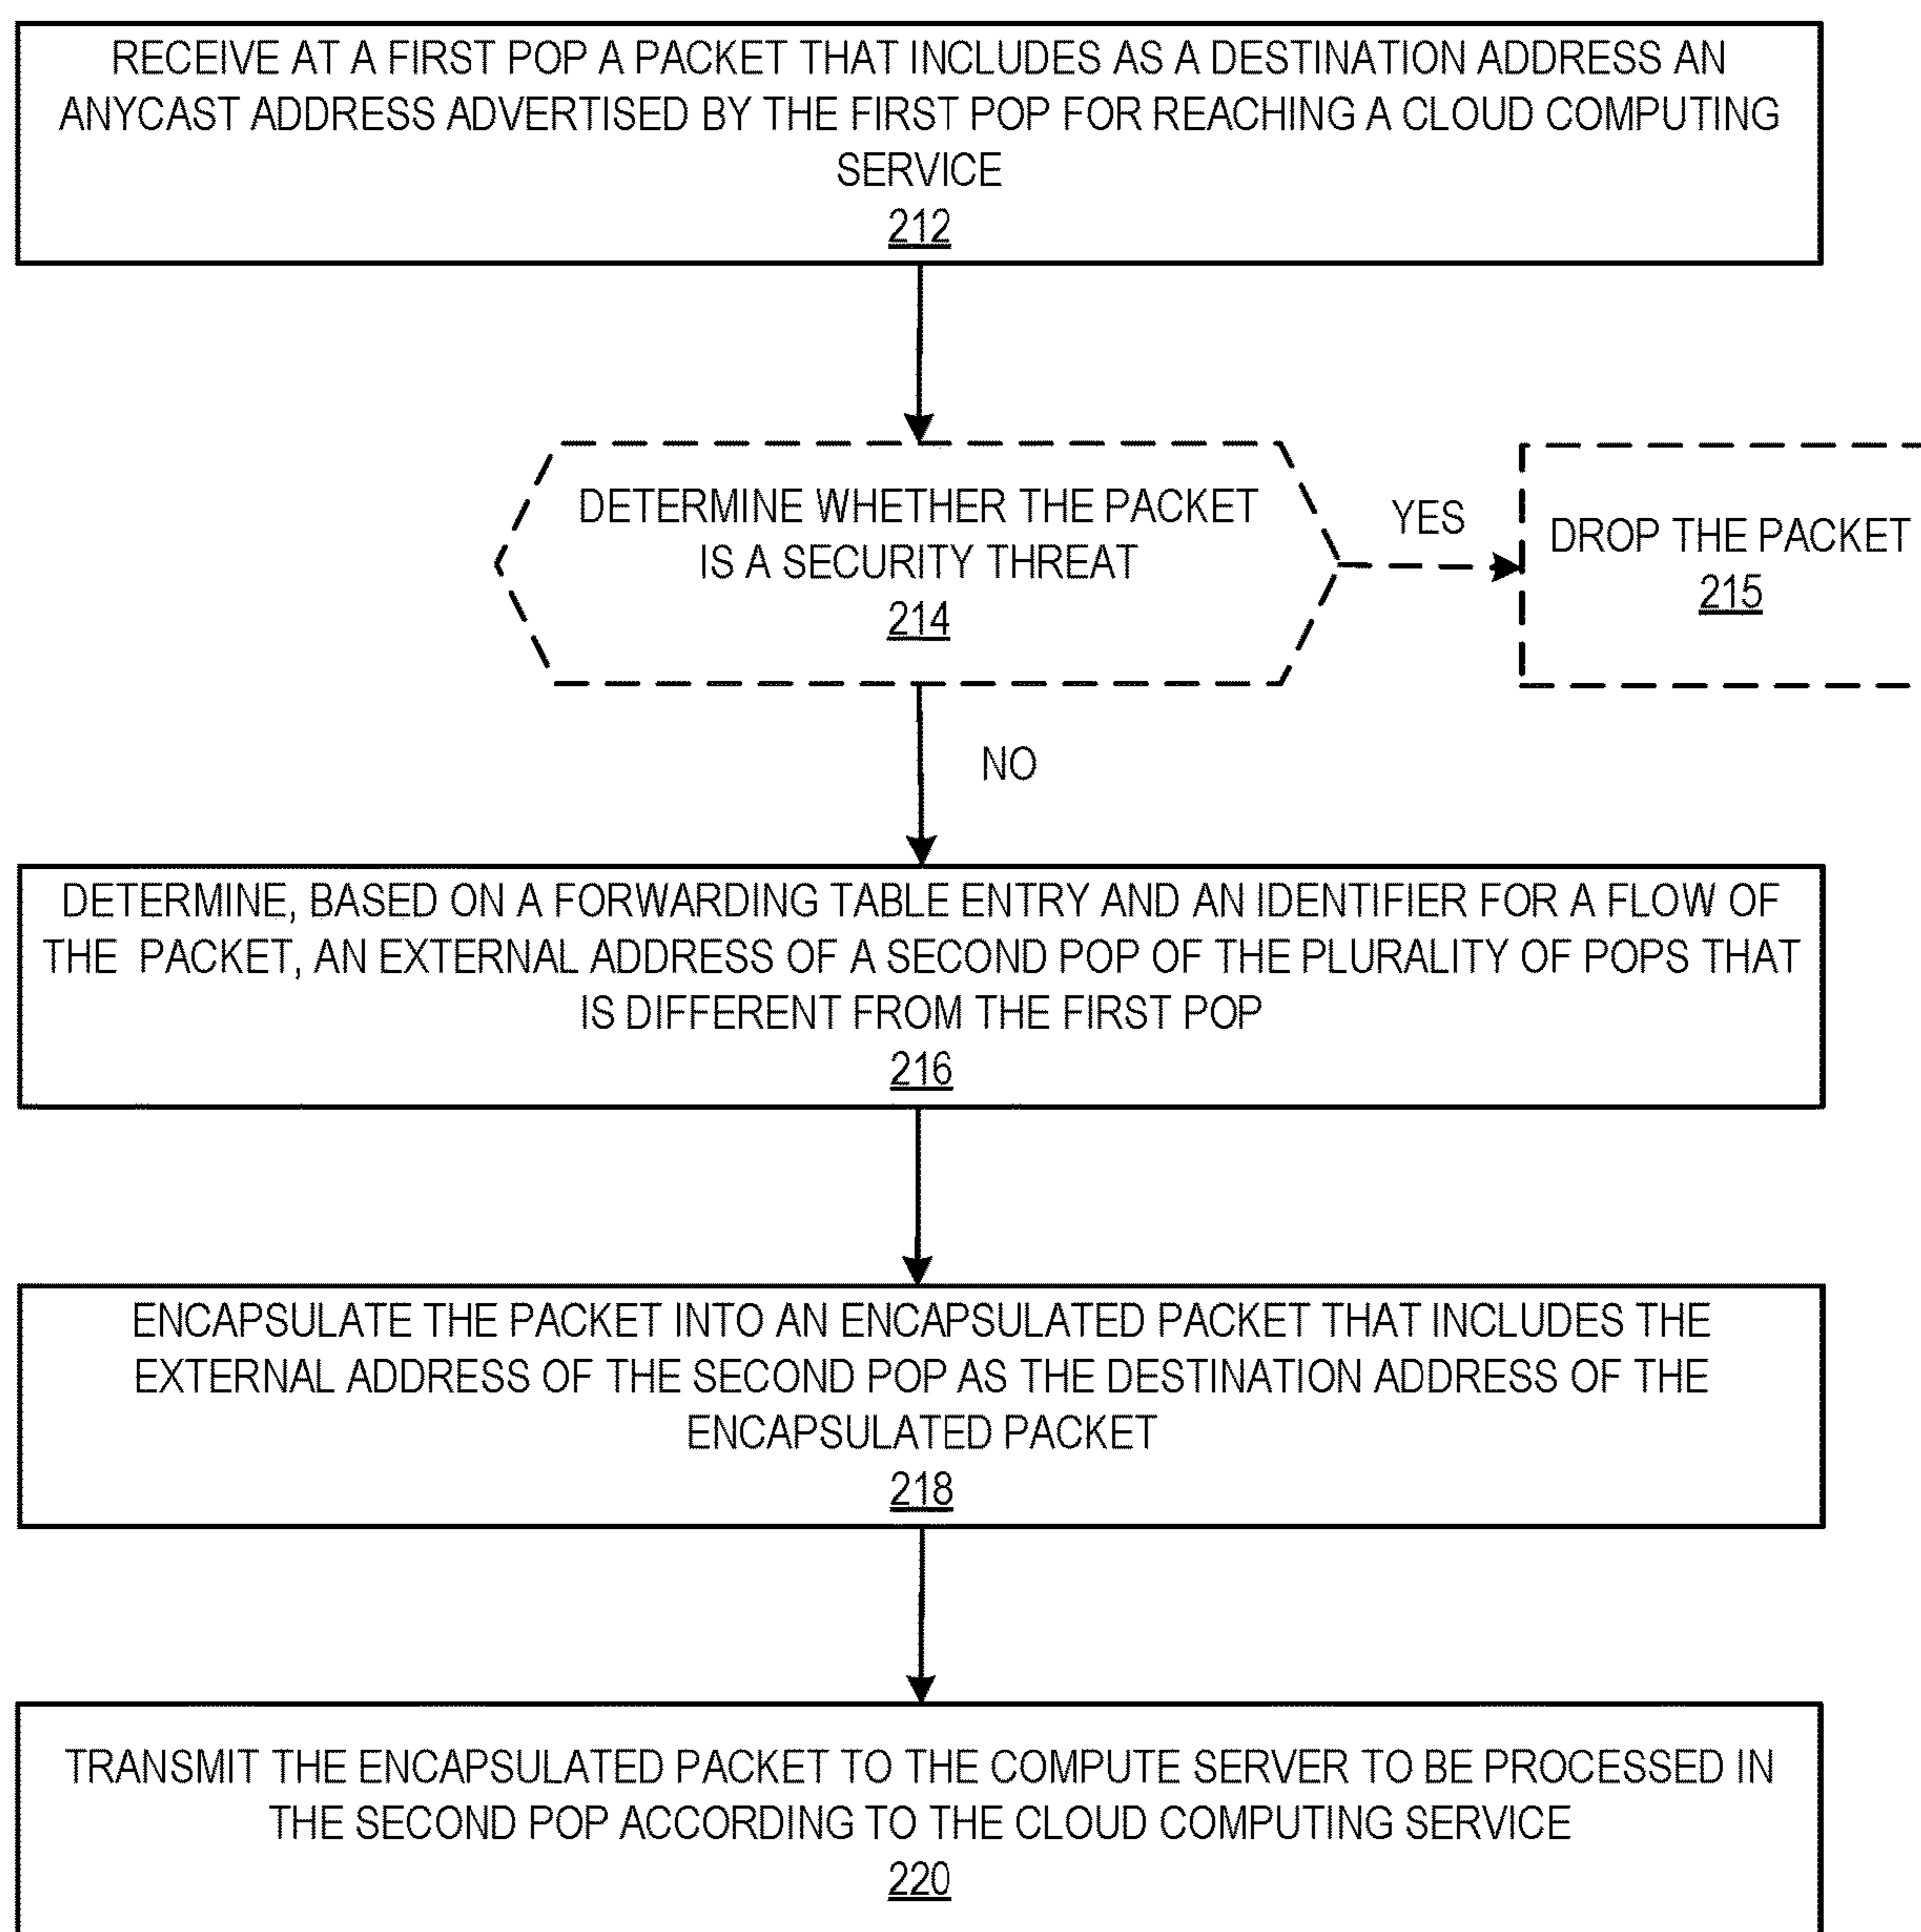 RECEIVE AT A FIRST POP A PACKET THAT INCLUDES AS A DESTINATION ADDRESS AN
ANYCAST ADDRESS ADVERTISED BY THE FIRST POP FOR REACHING A CLOUD COMPUTING
SERVICE
212
DETERMINE WHETHER THE PACKET
IS A SECURITY THREAT
214
YES
DROP THE PACKET
215
NO
DETERMINE, BASED ON A FORWARDING TABLE ENTRY AND AN IDENTIFIER FOR A FLOW OF
THE PACKET, AN EXTERNAL ADDRESS OF A SECOND POP OF THE PLURALITY OF POPS THAT
IS DIFFERENT FROM THE FIRST POP
216
ENCAPSULATE THE PACKET INTO AN ENCAPSULATED PACKET THAT INCLUDES THE
EXTERNAL ADDRESS OF THE SECOND POP AS THE DESTINATION ADDRESS OF THE
ENCAPSULATED PACKET
218
TRANSMIT THE ENCAPSULATED PACKET TO THE COMPUTE SERVER TO BE PROCESSED IN
THE SECOND POP ACCORDING TO THE CLOUD COMPUTING SERVICE
220